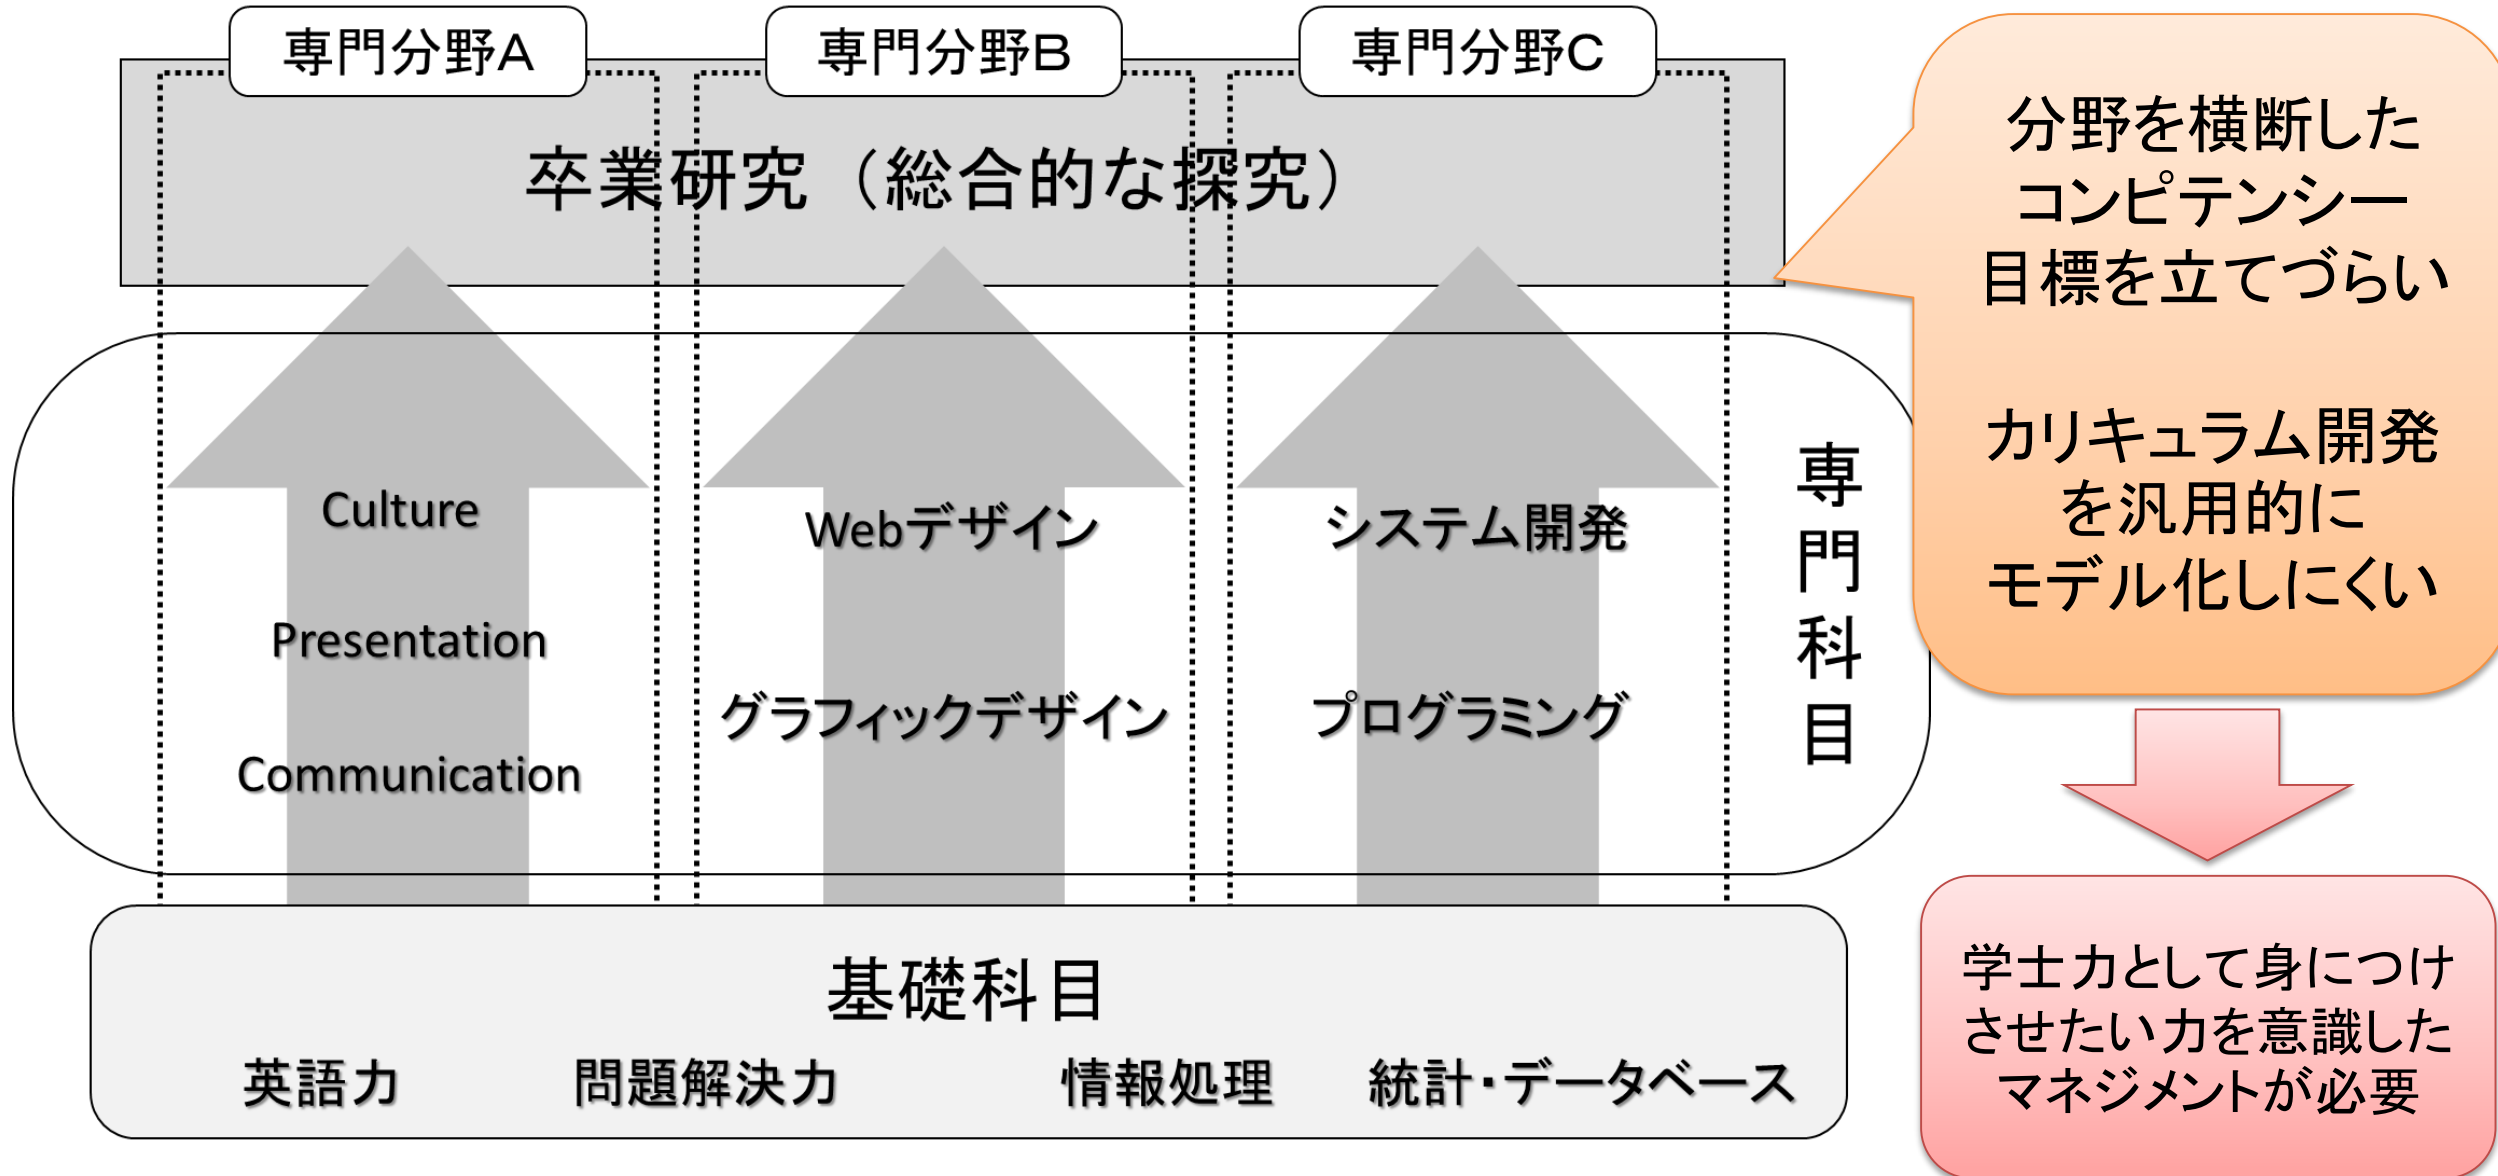 専門分野A
専門分野B
専門分野C
卒業研究（総合的な探究）
Culture
Presentation
Communication
Webデザイン
グラフィックデザイン
システム開発
プログラミング
専門科目
基礎科目
英語力
問題解決力
情報処理
統計・データベース
分野を横断した
コンピテンシー
目標を立てづらい
カリキュラム開発
を汎用的に
モデル化しにくい
学士力として身につけ
させたい力を意識した
マネジメントが必要